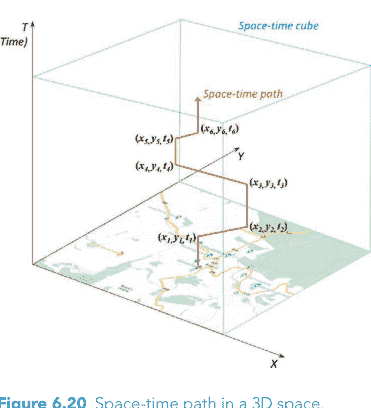 T
Time)
Space-time cube
Space-time path
(x₆,y₆,t₆)
(x₅,y₅,t₅)
Y
(x₄,y₄,t₄)
(x₃,y₃,t₃)
(x₂,y₂,t₂)
(x₁,y₁,t₁)
X
Figure 6.20 Space-time path in a 3D space.